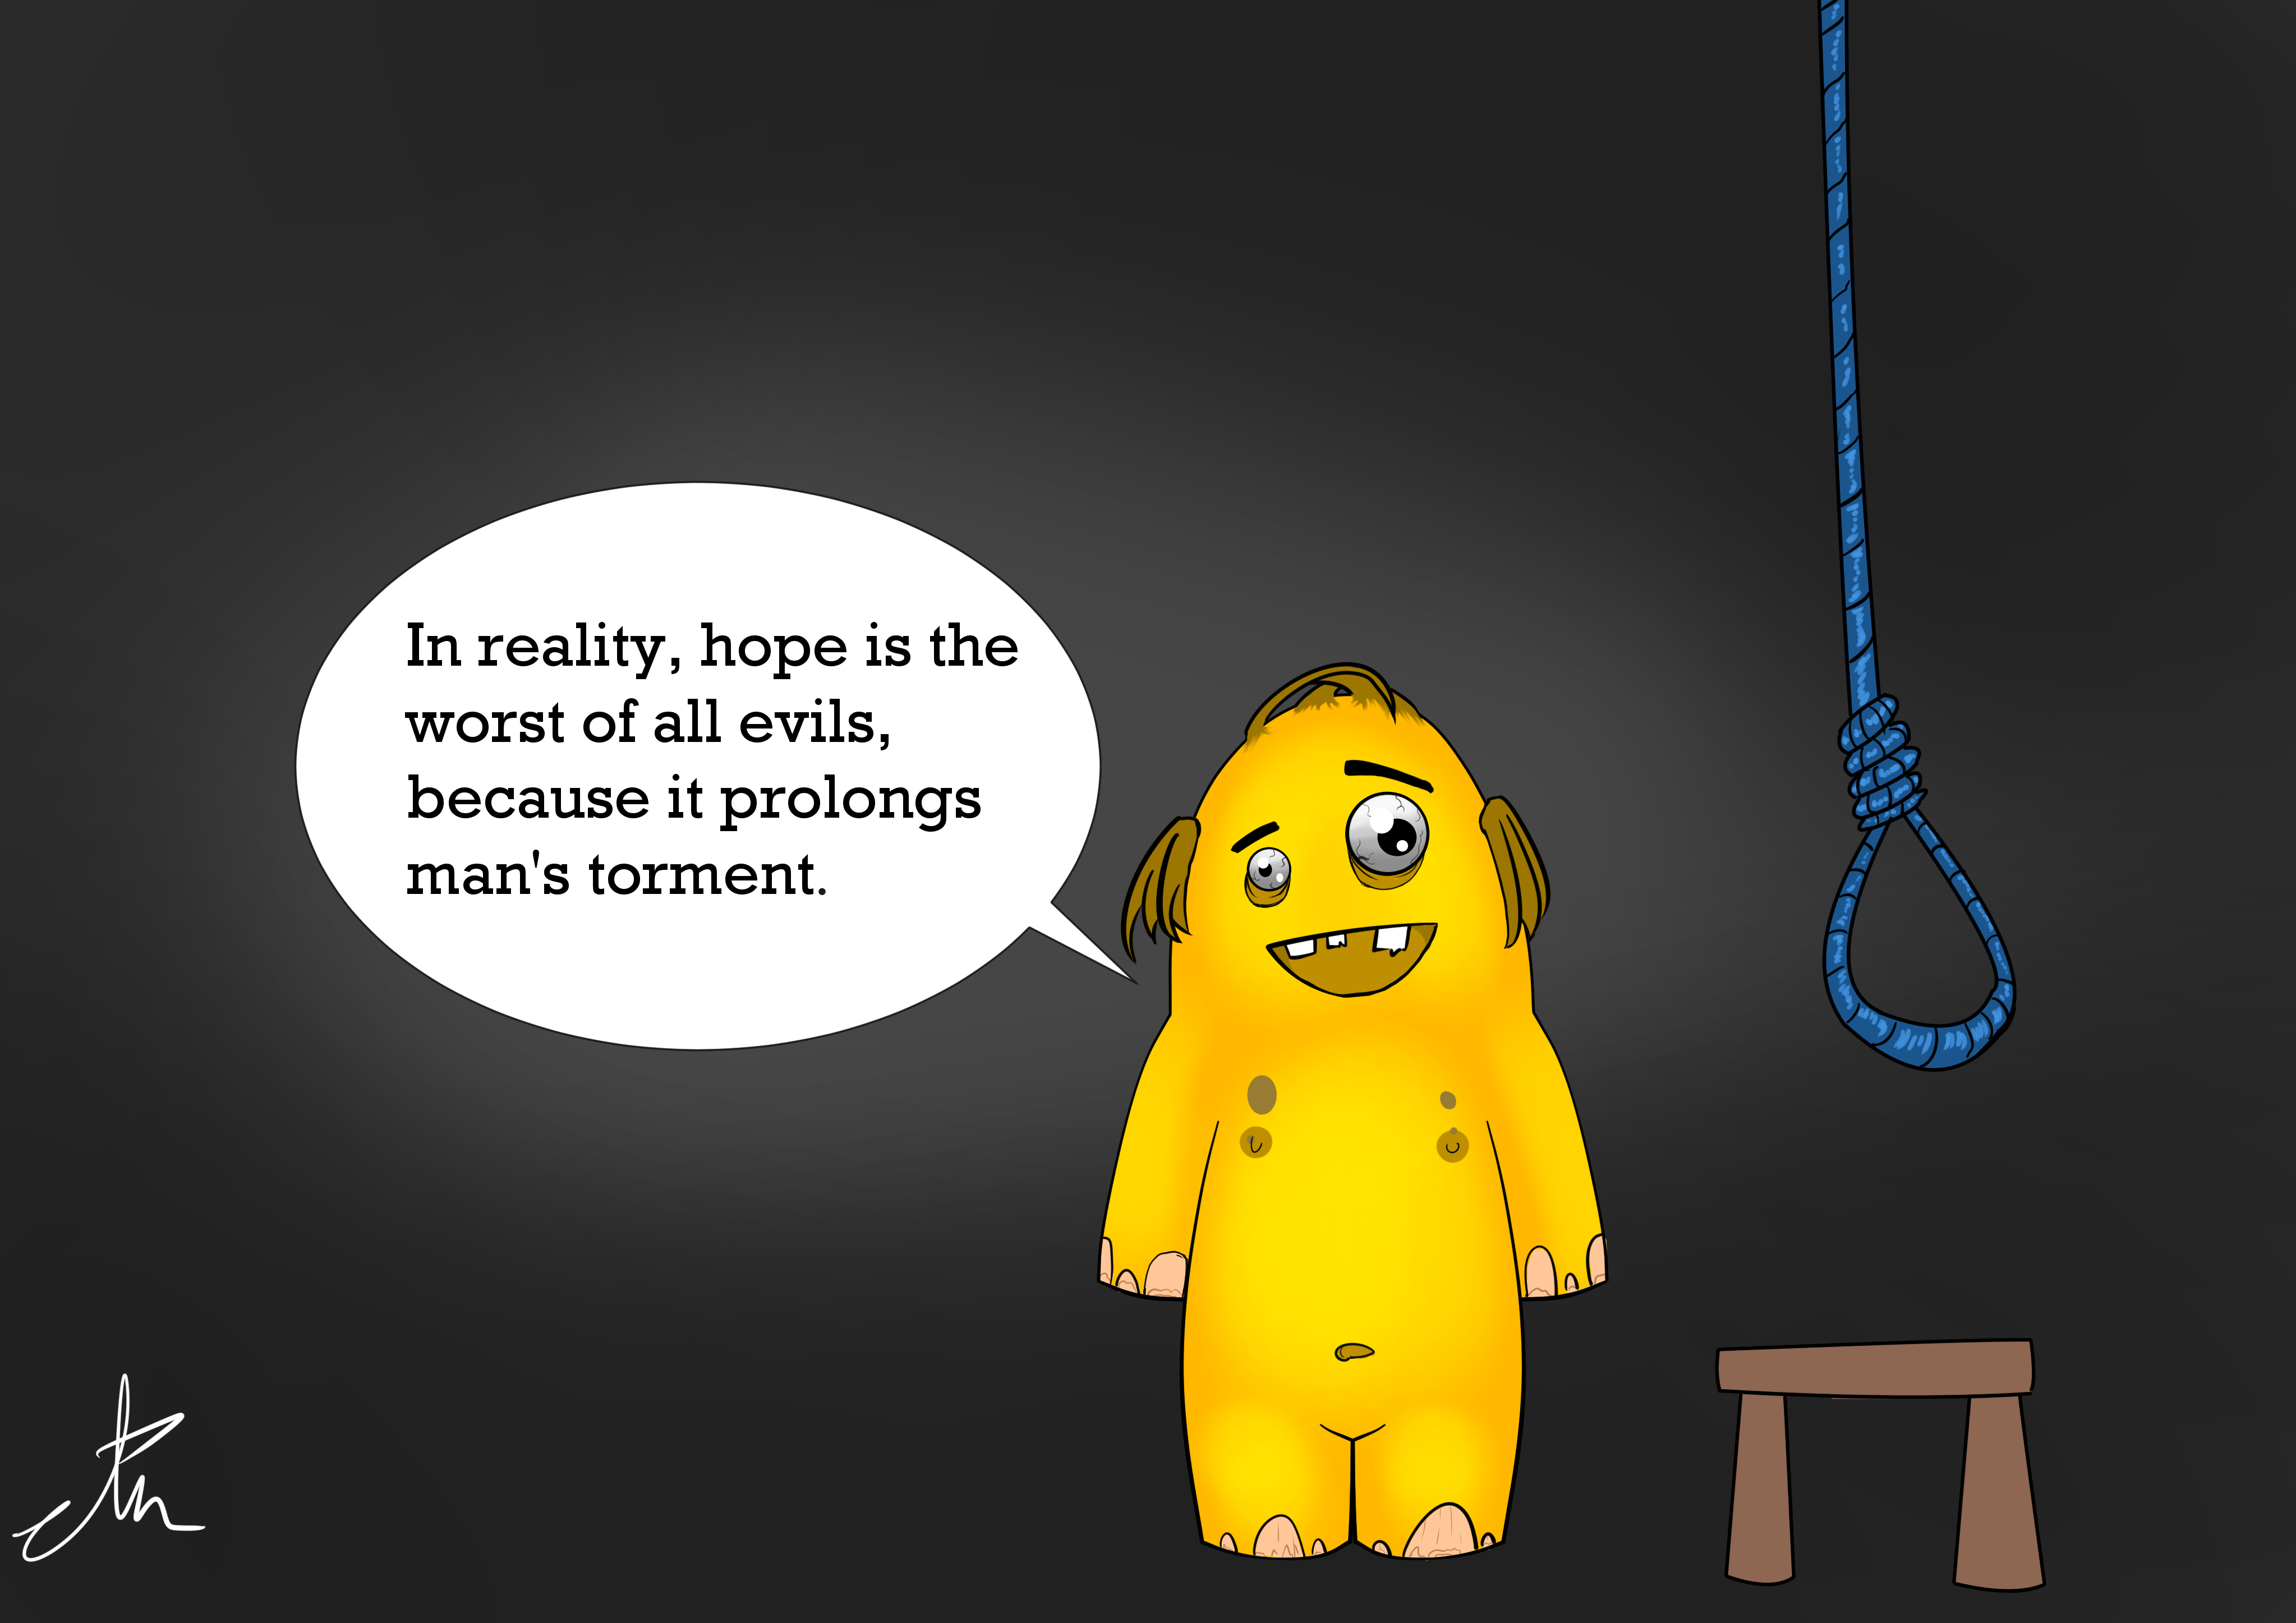 In reality, hope is the
worst of all evils,
because it prolongs
man's torment.